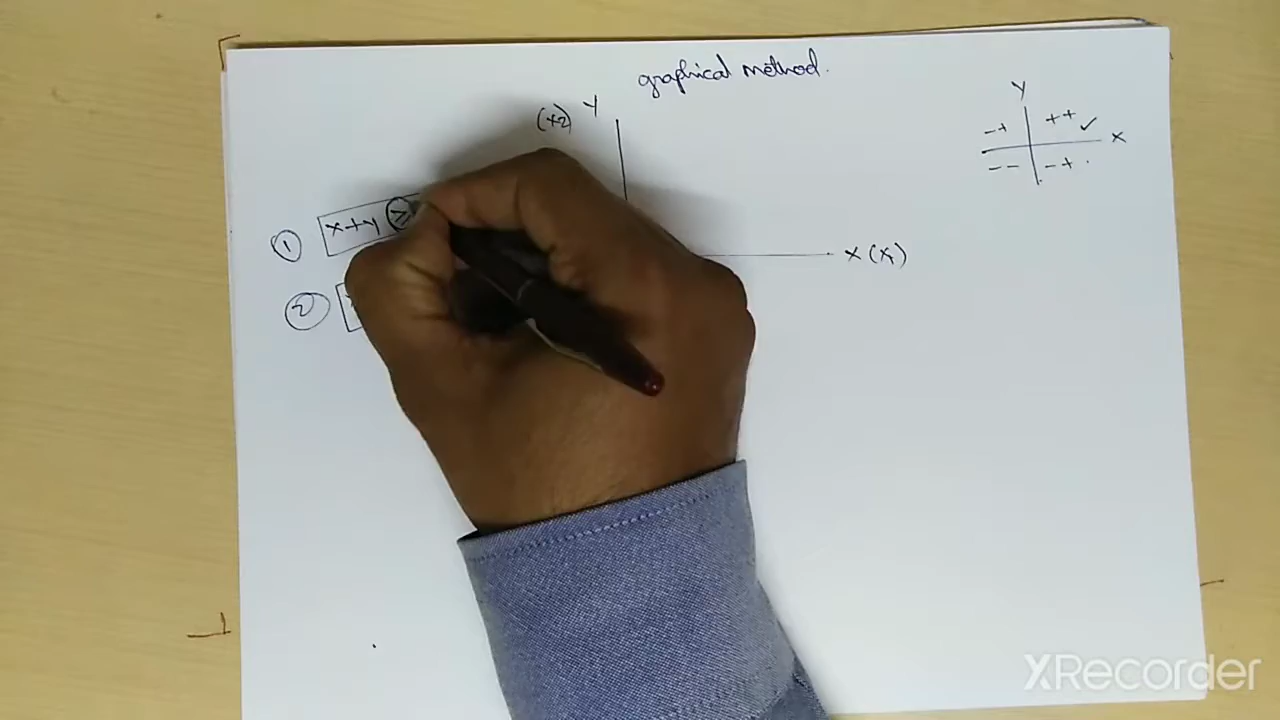 graphical method.
(x2) y
y
-+ ++ ✓
x
-- -+
① x+y ≥
x (x1)
②
XRecorder